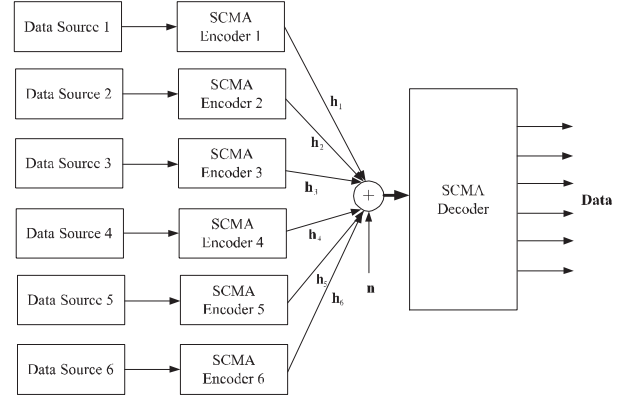 Data Source 1
SCMA
Encoder 1
Data Source 2
SCMA
Encoder 2
Data Source 3
SCMA
Encoder 3
Data Source 4
SCMA
Encoder 4
Data Source 5
SCMA
Encoder 5
Data Source 6
SCMA
Encoder 6
h₁
h₂
h₃
h₄
h₅
h₆
+
n
SCMA
Decoder
Data